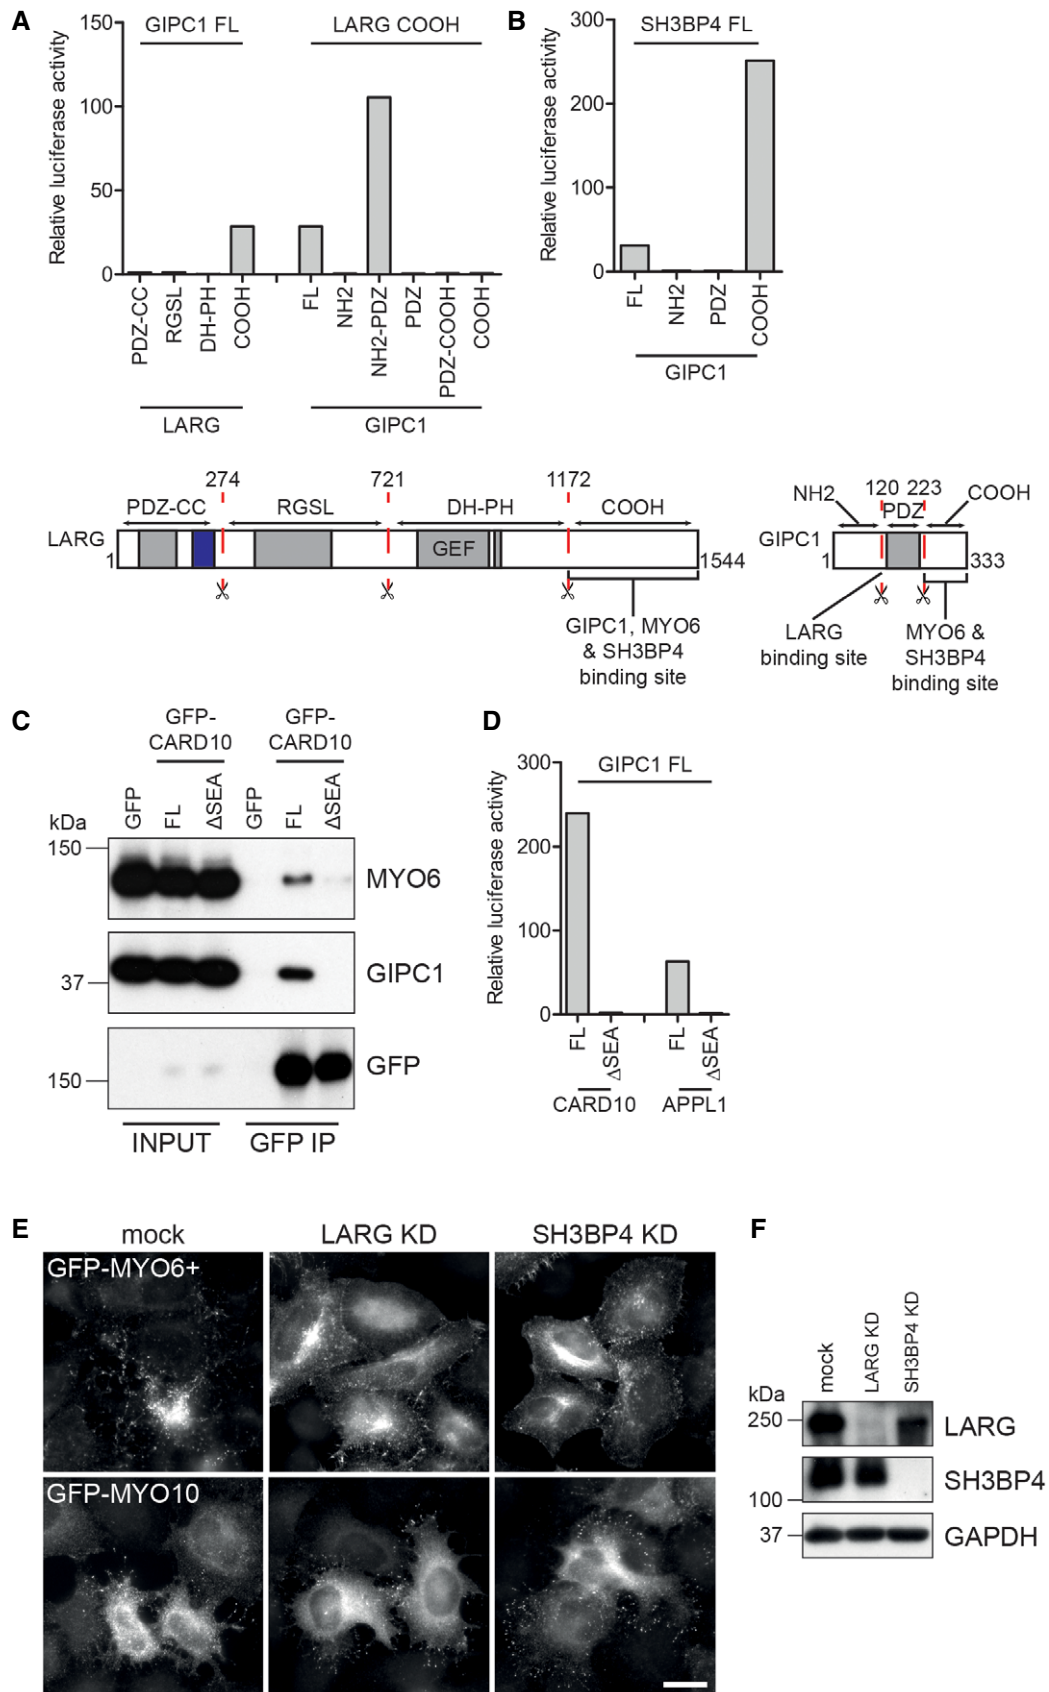 A
GIPC1 FL
LARG COOH
Relative luciferase activity
150
100
50
0
PDZ-CC
RGSL
DH-PH
COOH
FL
NH2
NH2-PDZ
PDZ
PDZ-COOH
COOH
LARG
GIPC1
B
SH3BP4 FL
Relative luciferase activity
300
200
100
0
FL
NH2
PDZ
COOH
GIPC1
274
721
1172
PDZ-CC
RGSL
DH-PH
COOH
LARG
1
GEF
1544
GIPC1, MYO6
& SH3BP4
binding site
NH2
120
223
COOH
PDZ
GIPC1
1
333
LARG
binding site
MYO6 &
SH3BP4
binding site
C
GFP-
CARD10
GFP-
CARD10
kDa
GFP
FL
ΔSEA
GFP
FL
ΔSEA
150
MYO6
37
GIPC1
150
GFP
INPUT
GFP IP
D
GIPC1 FL
Relative luciferase activity
300
200
100
0
FL
ΔSEA
FL
ΔSEA
CARD10
APPL1
E
mock
LARG KD
SH3BP4 KD
GFP-MYO6+
GFP-MYO10
F
mock
LARG KD
SH3BP4 KD
kDa
250
LARG
SH3BP4
100
37
GAPDH